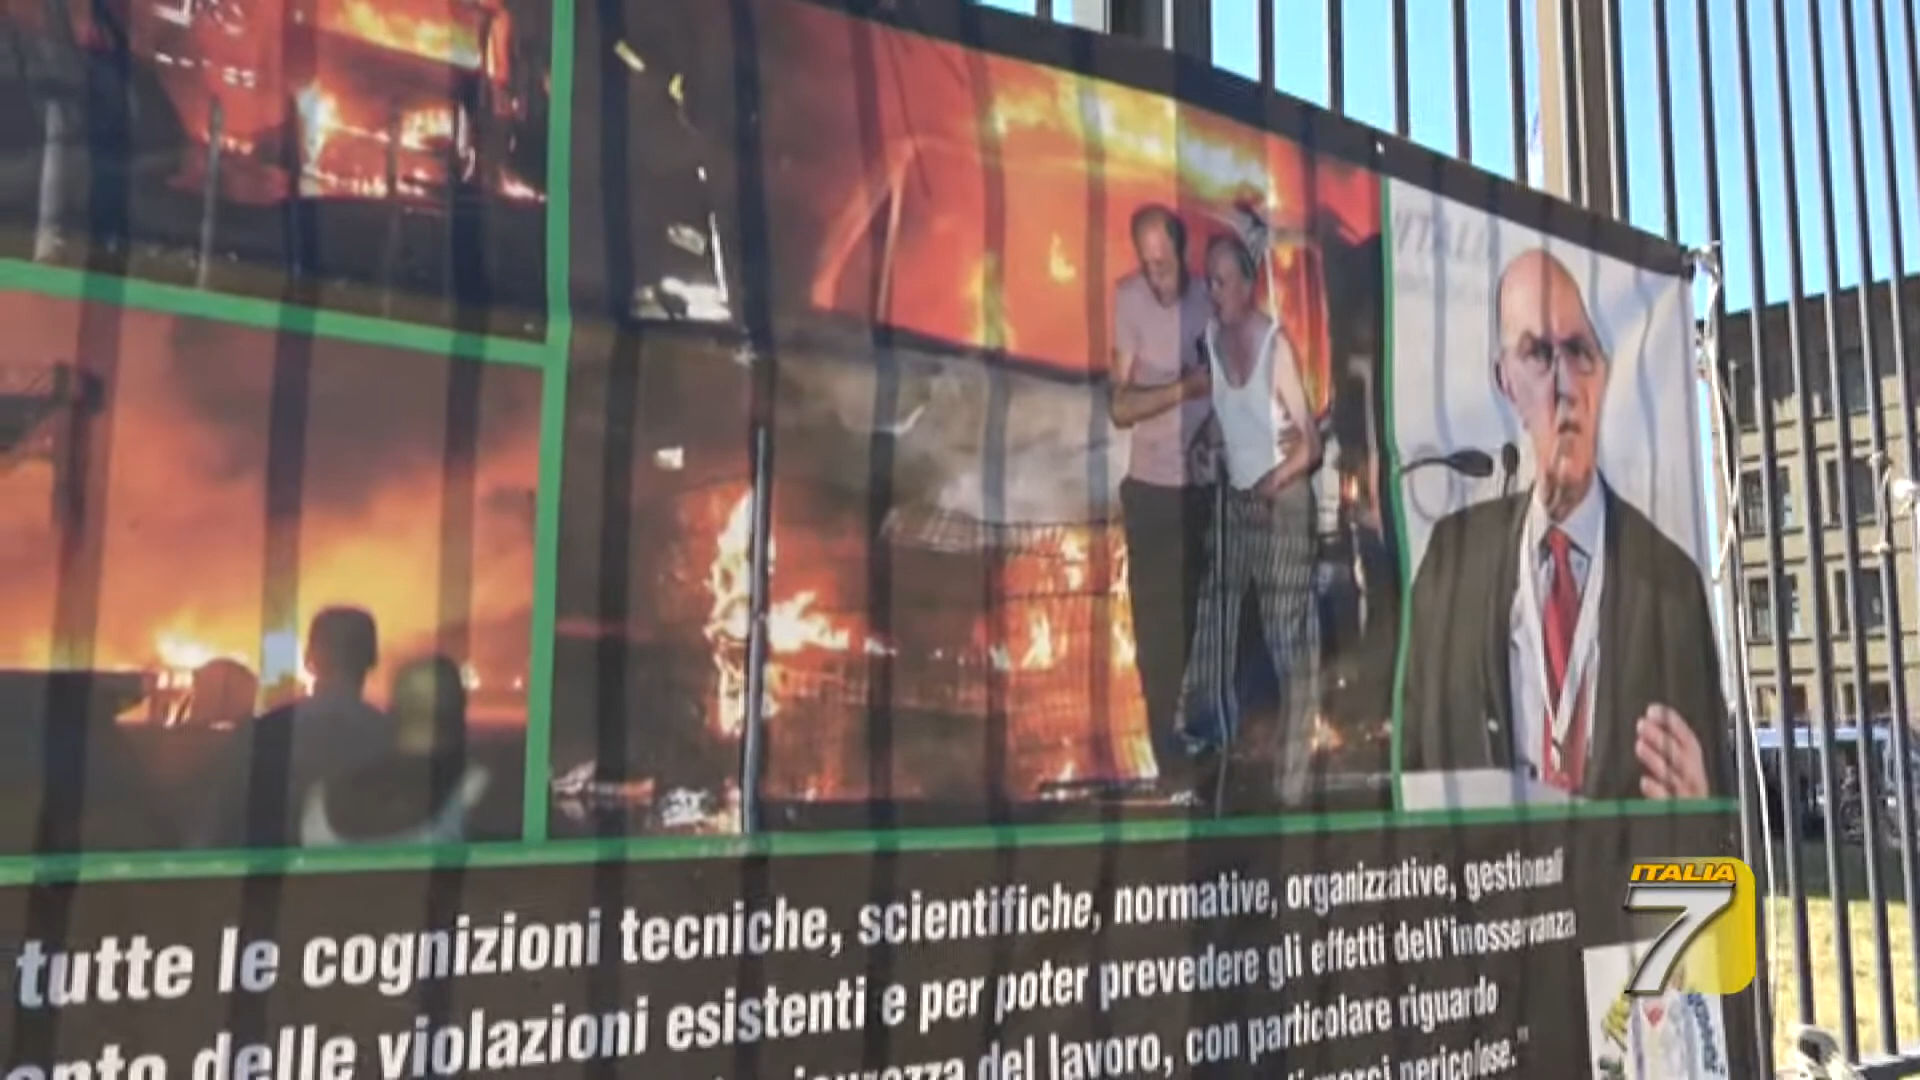 ITALIA
tutte le cognizioni tecniche, scientifiche, normative, organizzative, gestionali
delle violazioni esistenti e per poter prevedere gli effetti dell'inosservanza
del lavoro, con particolare riguardo
pericolose."
ITALIA
7